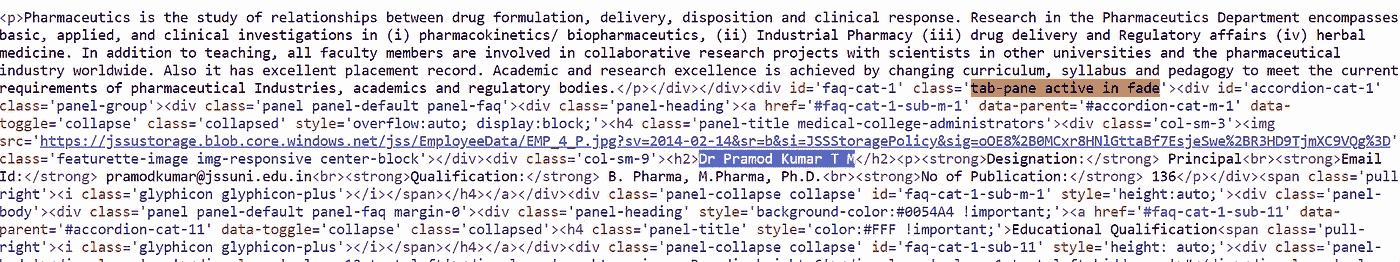 <p>Pharmaceutics is the study of relationships between drug formulation, delivery, disposition and clinical response. Research in the Pharmaceutics Department encompasses
basic, applied, and clinical investigations in (i) pharmacokinetics/ biopharmaceutics, (ii) Industrial Pharmacy (iii) drug delivery and Regulatory affairs (iv) herbal
medicine. In addition to teaching, all faculty members are involved in collaborative research projects with scientists in other universities and the pharmaceutical
industry worldwide. Also it has excellent placement record. Academic and research excellence is achieved by changing curriculum, syllabus and pedagogy to meet the current
requirements of pharmaceutical Industries, academics and regulatory bodies.</p></div></div><div id='faq-cat-1' class='tab-pane active in fade'><div id='accordion-cat-1'
class='panel-group'><div class='panel panel-default panel-faq'><div class='panel-heading'><a href='#faq-cat-1-sub-m-1' data-parent='#accordion-cat-m-1' data-
toggle='collapse' class='collapsed' style='overflow:auto; display:block;'><h4 class='panel-title medical-college-administrators'><div class='col-sm-3'><img
src='https://jssustorage.blob.core.windows.net/jss/EmployeeData/EMP_4_P.jpg?sv=2014-02-14&sr=b&si=JSSStoragePolicy&sig=oOE8%2B0MCxr8HNlGttaBf7EsjeSwe%2BR3HD9TjmXC9VQg%3D'
class='featurette-image img-responsive center-block'></div><div class='col-sm-9'><h2>Dr Pramod Kumar T M</h2><p><strong>Designation:</strong> Principal<br><strong>Email
Id:</strong> pramodkumar@jssuni.edu.in<br><strong>Qualification:</strong> B. Pharma, M.Pharma, Ph.D.<br><strong>No of Publication:</strong> 136</p></div><span class='pull-
right'><i class='glyphicon glyphicon-plus'></i></span></h4></a></div><div class='panel-collapse collapse' id='faq-cat-1-sub-m-1' style='height:auto;'><div class='panel-
body'><div class='panel panel-default panel-faq margin-0'><div class='panel-heading' style='background-color:#0054A4 !important;'><a href='#faq-cat-1-sub-11' data-
parent='#accordion-cat-11' data-toggle='collapse' class='collapsed'><h4 class='panel-title' style='color:#FFF !important;'>Educational Qualification<span class='pull-
right'><i class='glyphicon glyphicon-plus'></i></span></h4></a></div><div class='panel-collapse collapse' id='faq-cat-1-sub-11' style='height: auto;'><div class='panel-